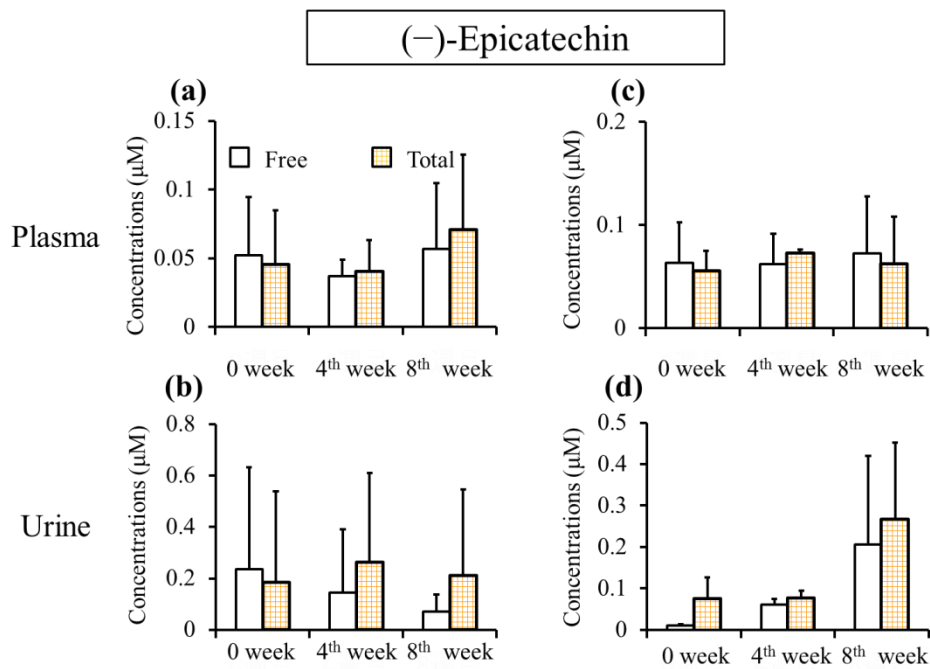 (−)-Epicatechin
(a)
(c)
Plasma
Concentrations (μM)
0.15
0.1
0.05
0
Free
Total
0 week
4th week
8th week
Concentrations (μM)
0.2
0.1
0
0 week
4th week
8th week
(b)
(d)
Urine
Concentrations (μM)
0.8
0.6
0.4
0.2
0
0 week
4th week
8th week
Concentrations (μM)
0.5
0.4
0.3
0.2
0.1
0
0 week
4th week
8th week